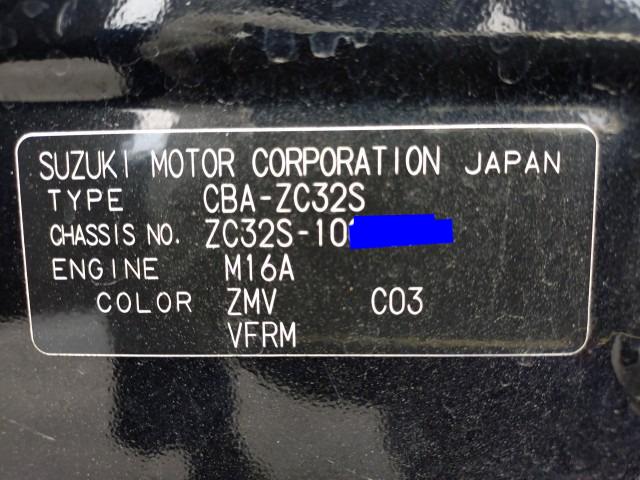 SUZUKI MOTOR CORPORATION JAPAN
TYPE CBA-ZC32S
CHASSIS NO. ZC32S-10
ENGINE M16A
COLOR ZMV C03
VFRM